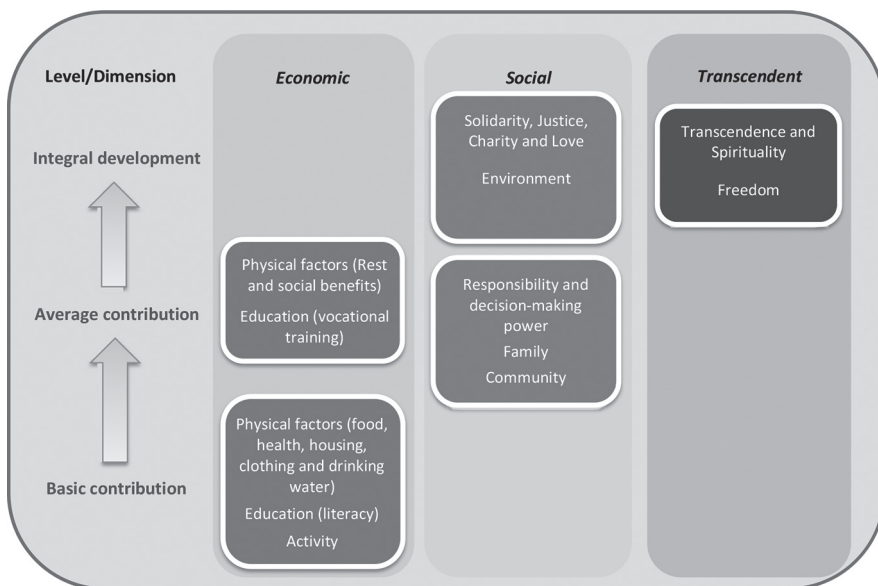 Level/Dimension
Economic
Social
Transcendent
Integral development
Solidarity, Justice,
Charity and Love
Environment
Transcendence and
Spirituality
Freedom
Average contribution
Physical factors (Rest
and social benefits)
Education (vocational
training)
Responsibility and
decision-making
power
Family
Community
Basic contribution
Physical factors (food,
health, housing,
clothing and drinking
water)
Education (literacy)
Activity